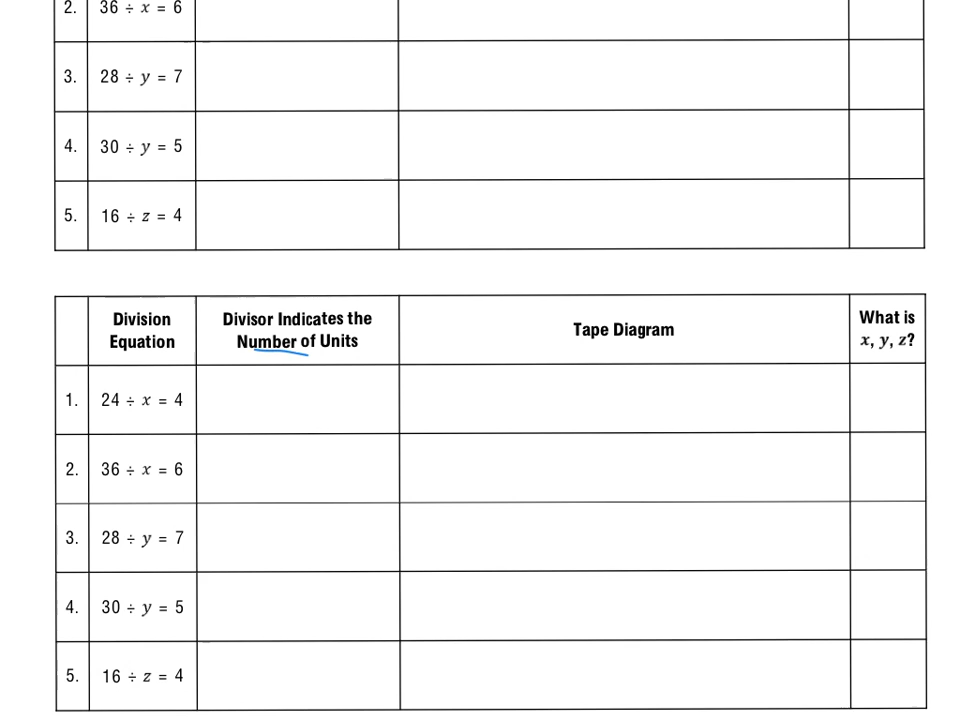 2. 36 ÷ x = 6
3. 28 ÷ y = 7
4. 30 ÷ y = 5
5. 16 ÷ z = 4
Division Equation
Divisor Indicates the Number of Units
Tape Diagram
What is x, y, z?
1. 24 ÷ x = 4
2. 36 ÷ x = 6
3. 28 ÷ y = 7
4. 30 ÷ y = 5
5. 16 ÷ z = 4